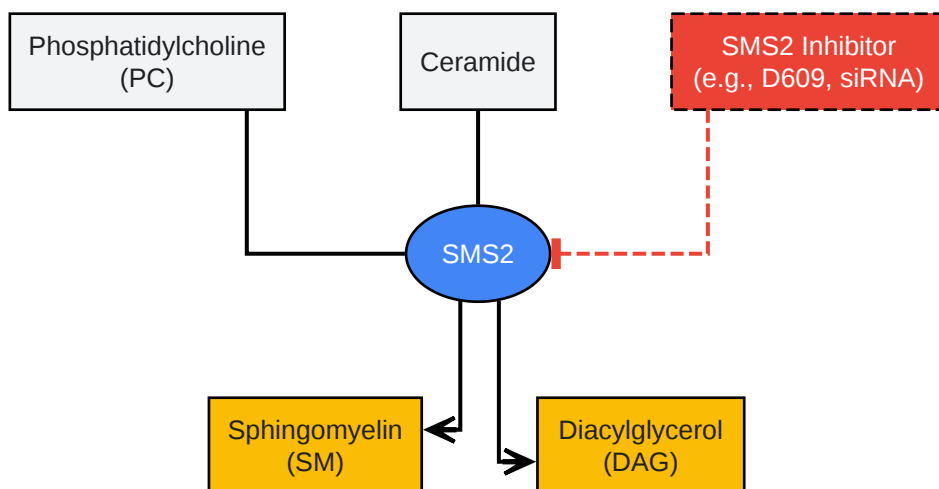 Phosphatidylcholine
(PC)
Ceramide
SMS2 Inhibitor
(e.g., D609, siRNA)
SMS2
Sphingomyelin
(SM)
Diacylglycerol
(DAG)